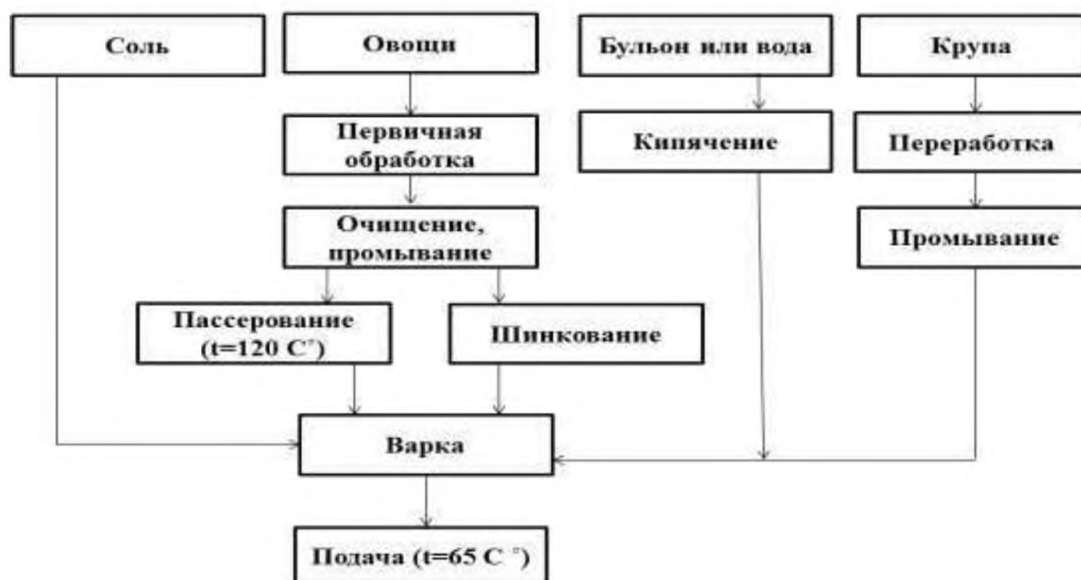 Соль
Овощи
Бульон или вода
Крупа
Первичная
обработка
Кипячение
Переработка
Очищение,
промывание
Промывание
Пассерование
(t=120 C˚)
Шинкование
Варка
Подача (t=65 C ˚)